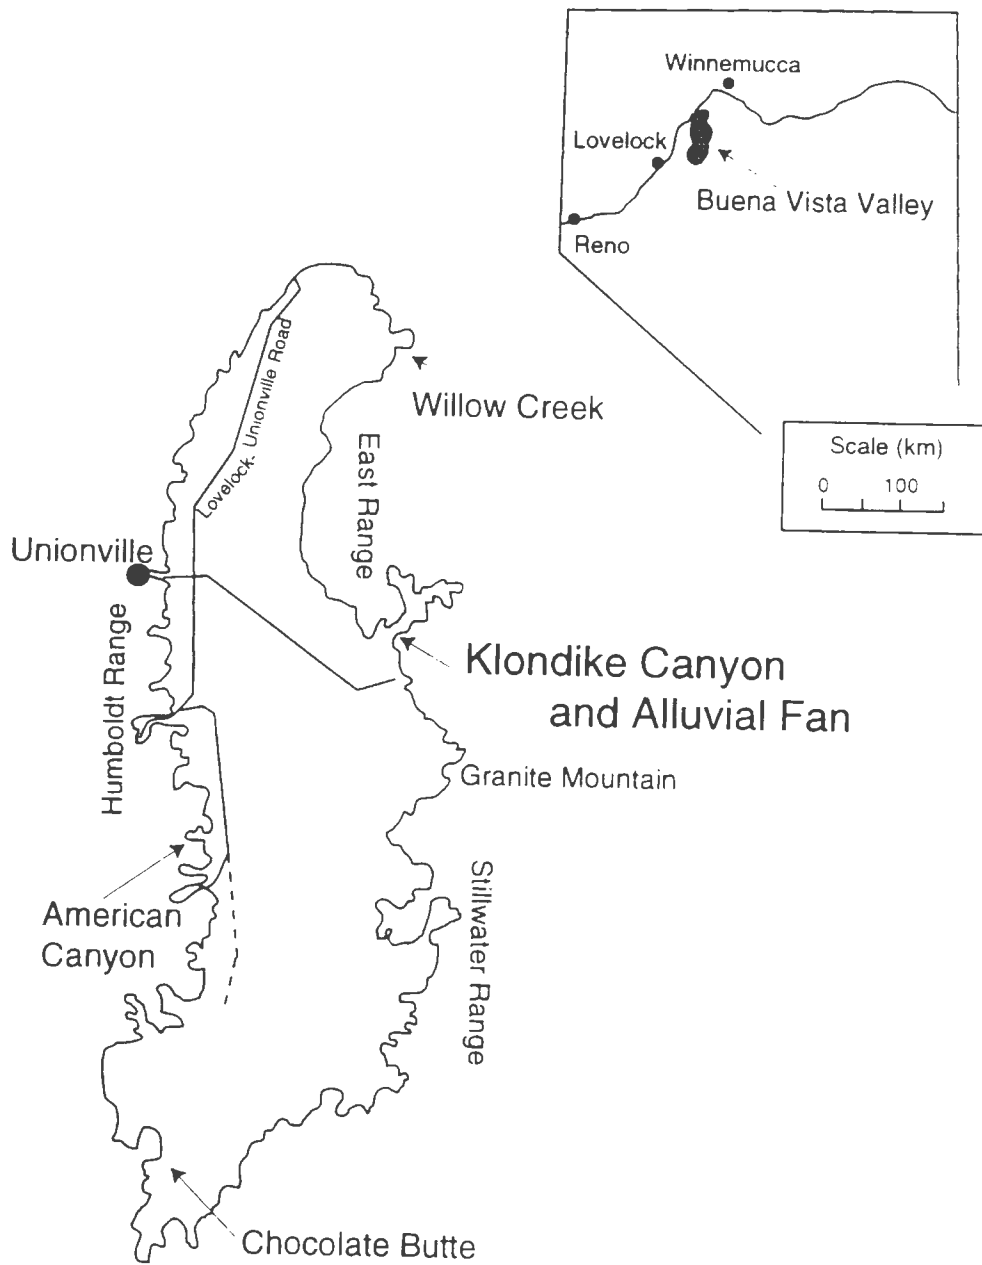 Winnemucca
Lovelock
Buena Vista Valley
Reno
Scale (km)
0 100
Lovelock- Unionville Road
Willow Creek
East Range
Unionville
Humboldt Range
Klondike Canyon
and Alluvial Fan
Granite Mountain
American
Canyon
Stillwater Range
Chocolate Butte